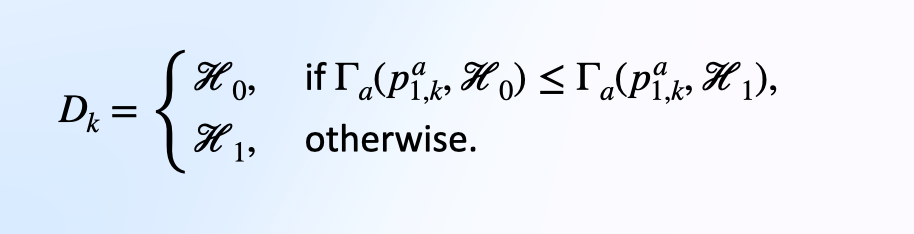 D_k = { ℋ_0, if Γ_a(p^a_{1,k}, ℋ_0) ≤ Γ_a(p^a_{1,k}, ℋ_1),
ℋ_1, otherwise.